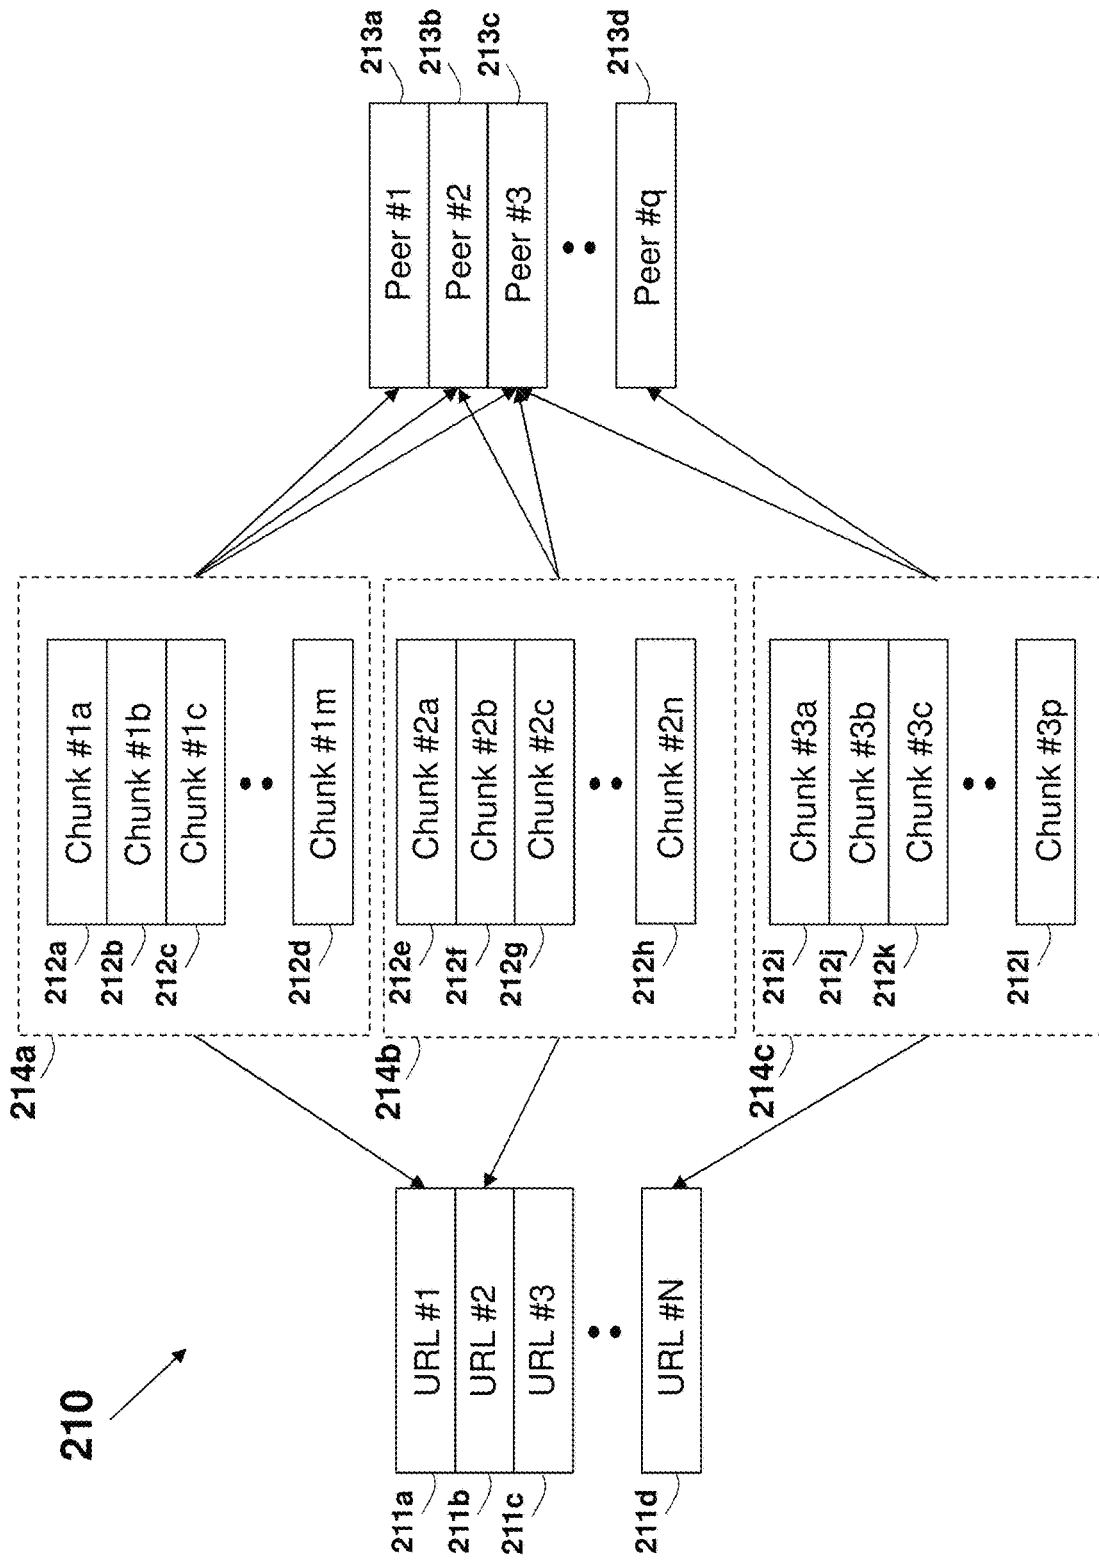 210
211a
211b
211c
211d
URL #1
URL #2
URL #3
URL #N
214a
212a
212b
212c
212d
Chunk #1a
Chunk #1b
Chunk #1c
Chunk #1m
214b
212e
212f
212g
212h
Chunk #2a
Chunk #2b
Chunk #2c
Chunk #2n
214c
212i
212j
212k
212l
Chunk #3a
Chunk #3b
Chunk #3c
Chunk #3p
Peer #1
Peer #2
Peer #3
Peer #q
213a
213b
213c
213d